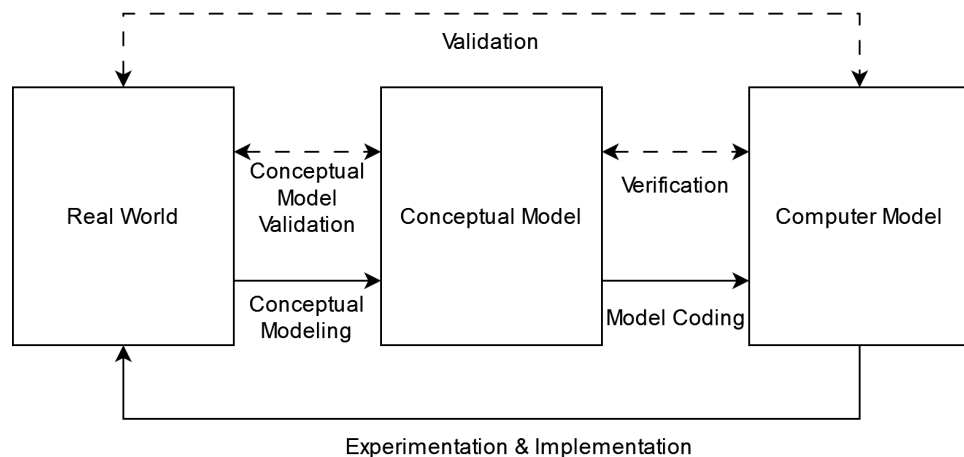 Validation
Conceptual
Model
Validation
Verification
Real World
Conceptual Model
Computer Model
Conceptual
Modeling
Model Coding
Experimentation & Implementation